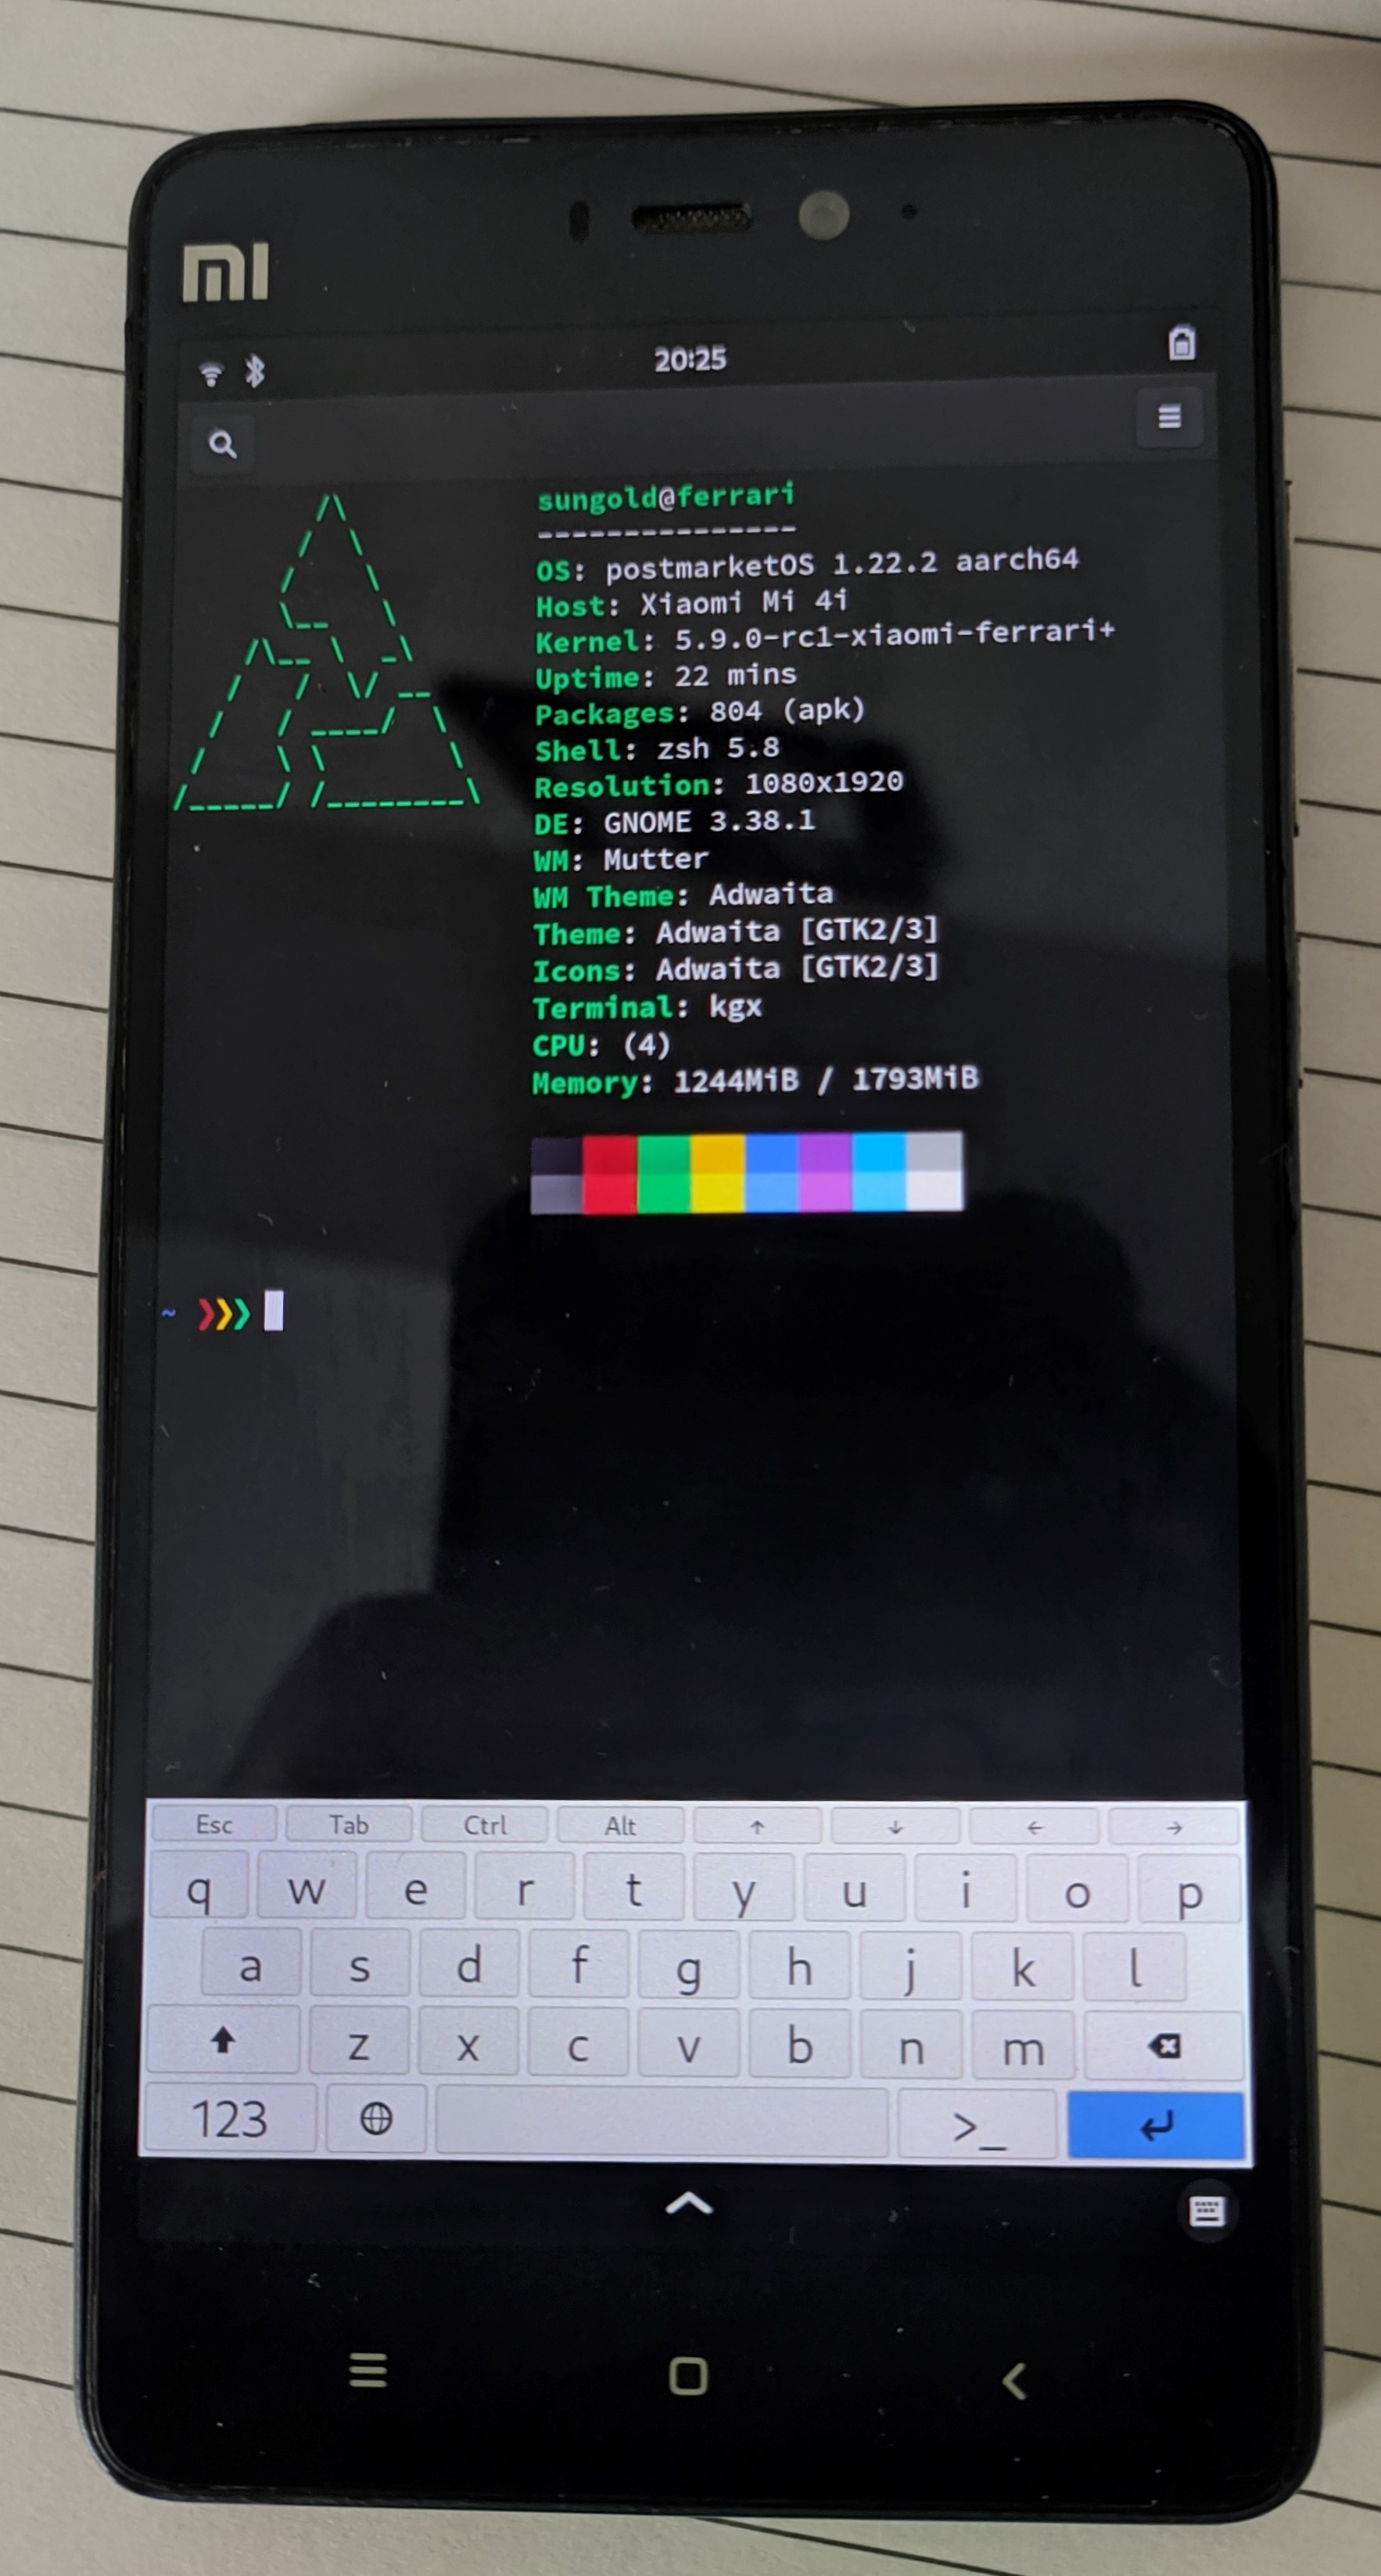 mi
20:25
sungold@ferrari
---------------
OS: postmarketOS 1.22.2 aarch64
Host: Xiaomi Mi 4i
Kernel: 5.9.0-rc1-xiaomi-ferrari+
Uptime: 22 mins
Packages: 804 (apk)
Shell: zsh 5.8
Resolution: 1080x1920
DE: GNOME 3.38.1
WM: Mutter
WM Theme: Adwaita
Theme: Adwaita [GTK2/3]
Icons: Adwaita [GTK2/3]
Terminal: kgx
CPU: (4)
Memory: 1244MiB / 1793MiB
~ ❯❯❯
Esc Tab Ctrl Alt ↑ ↓ ← →
q w e r t y u i o p
a s d f g h j k l
z x c v b n m
123 >_